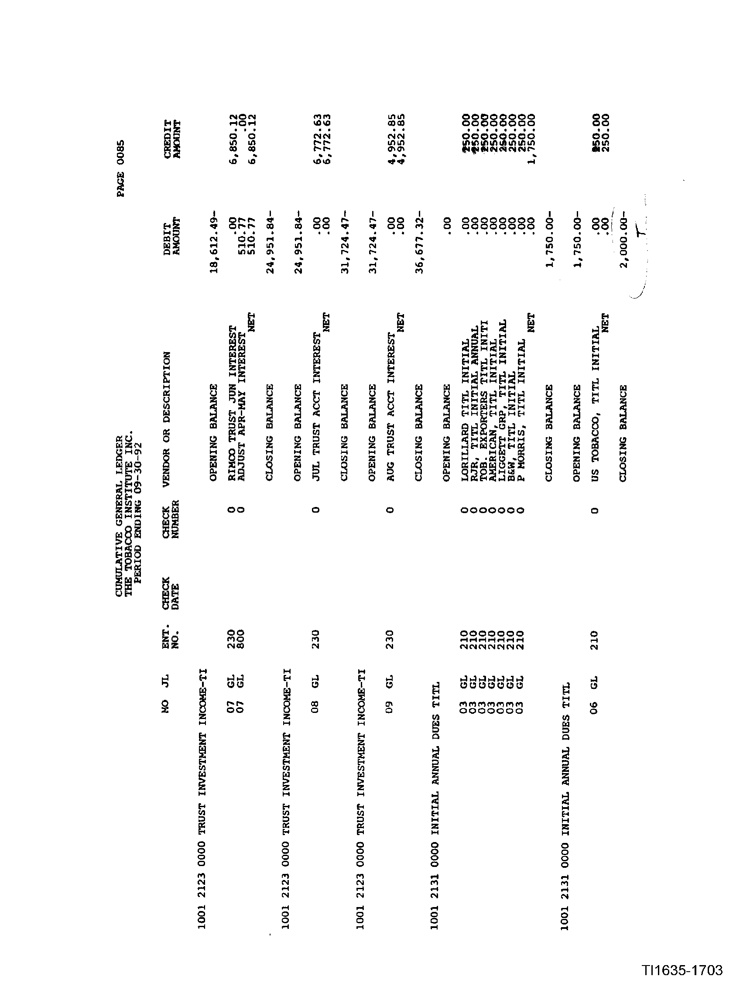 CUMULATIVE GENERAL LEDGER PAGE 0085
THE TOBACCO INSTITUTE INC.
PERIOD ENDING 09-30-92
MO JL ENT. NO. CHECK DATE CHECK NUMBER VENDOR OR DESCRIPTION DEBIT AMOUNT CREDIT AMOUNT
1001 2123 0000 TRUST INVESTMENT INCOME-TI
OPENING BALANCE 18,612.49-
07 GL 230 0 RIMCO TRUST JUN INTEREST .00 6,850.12
07 GL 800 0 ADJUST APR-MAY INTEREST 510.77 .00
NET 510.77 6,850.12
CLOSING BALANCE 24,951.84-
1001 2123 0000 TRUST INVESTMENT INCOME-TI
OPENING BALANCE 24,951.84-
08 GL 230 0 JUL TRUST ACCT INTEREST .00 6,772.63
NET .00 6,772.63
CLOSING BALANCE 31,724.47-
1001 2123 0000 TRUST INVESTMENT INCOME-TI
OPENING BALANCE 31,724.47-
09 GL 230 0 AUG TRUST ACCT INTEREST .00 4,952.85
NET .00 4,952.85
CLOSING BALANCE 36,677.32-
1001 2131 0000 INITIAL ANNUAL DUES TITL
OPENING BALANCE .00
03 GL 210 0 LORILLARD TITL INITIAL .00 250.00
03 GL 210 0 RJR, TITL INITIAL ANNUAL .00 250.00
03 GL 210 0 TOB. EXPORTERS TITL INITI .00 250.00
03 GL 210 0 AMERICAN, TITL INITIAL .00 250.00
03 GL 210 0 LIGGETT GRP, TITL INITIAL .00 250.00
03 GL 210 0 B&W, TITL INITIAL .00 250.00
03 GL 210 0 P MORRIS, TITL INITIAL .00 250.00
NET .00 1,750.00
CLOSING BALANCE 1,750.00-
1001 2131 0000 INITIAL ANNUAL DUES TITL
OPENING BALANCE 1,750.00-
06 GL 210 0 US TOBACCO, TITL INITIAL .00 250.00
NET .00 250.00
CLOSING BALANCE 2,000.00-
T
TI1635-1703